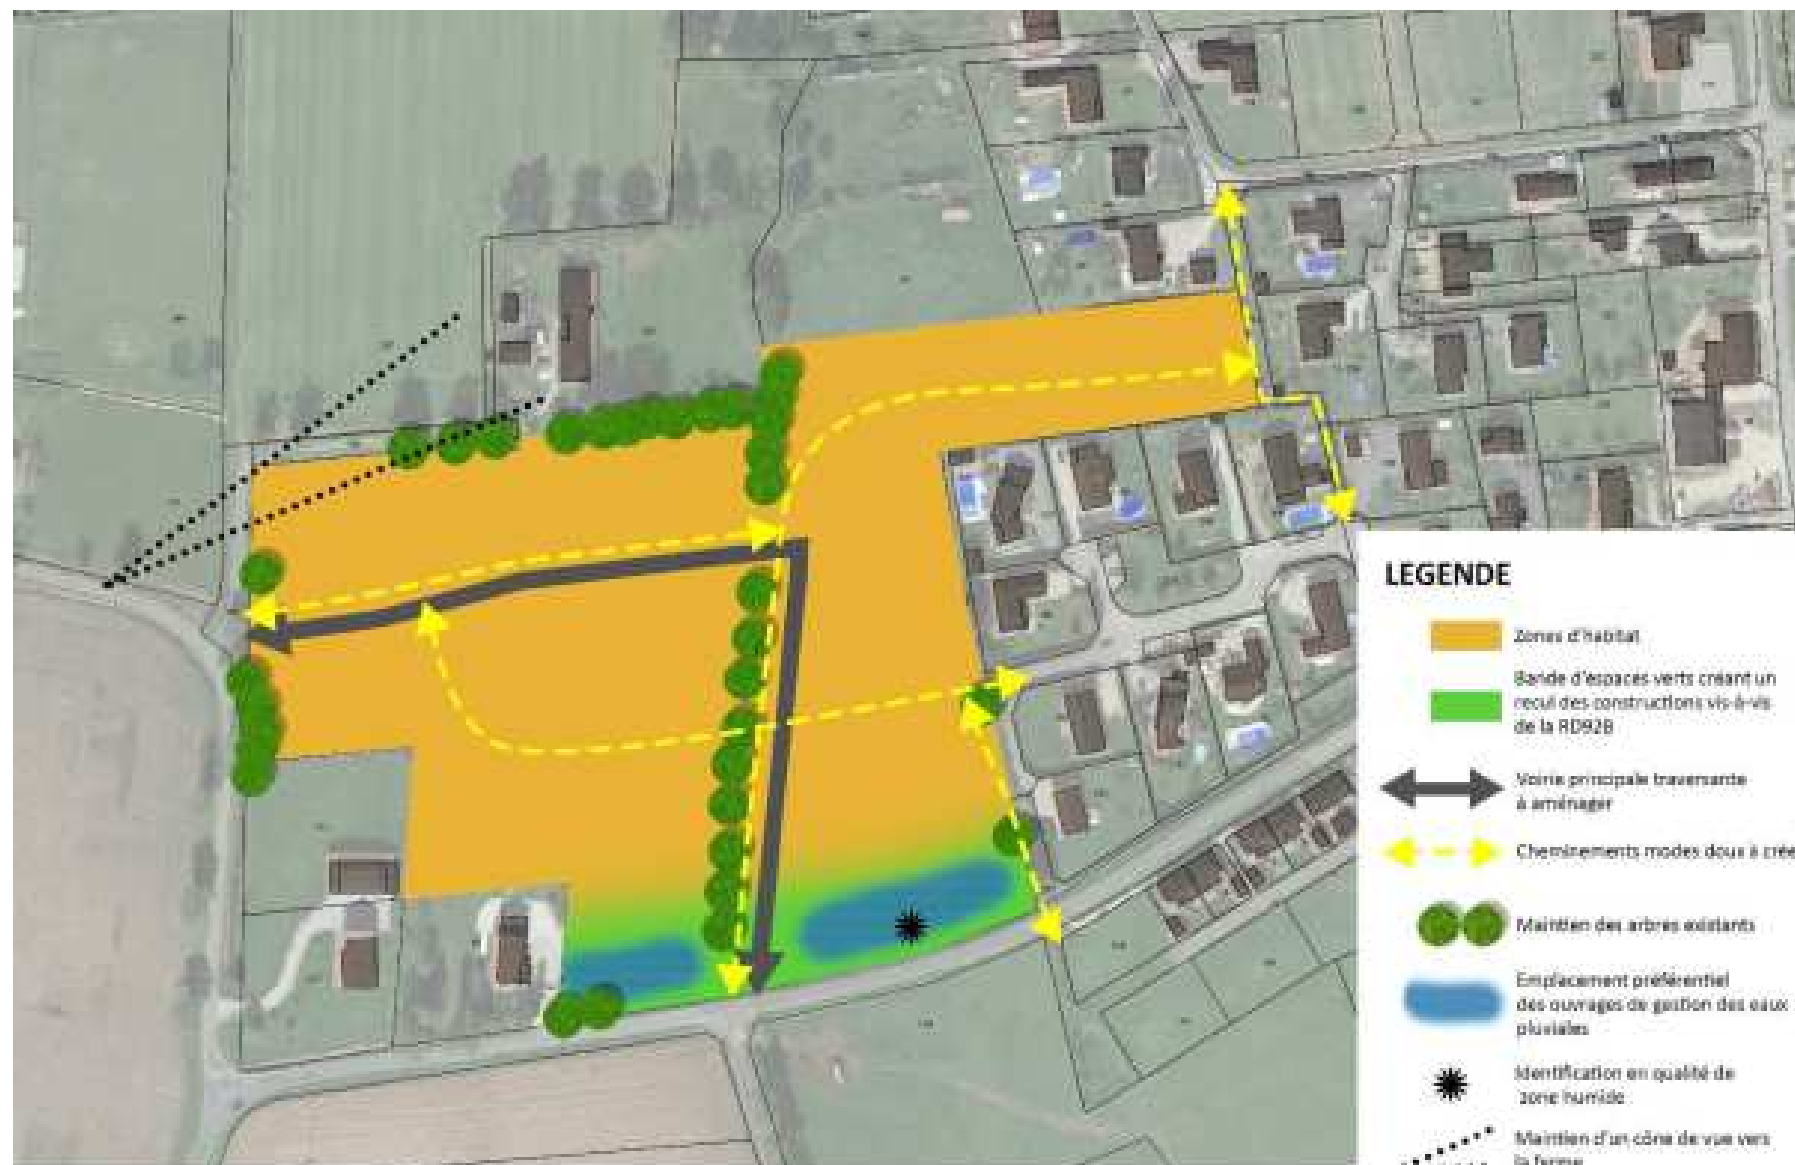 LEGENDE
Zones d'habitat
Bande d'espaces verts créant un
recul des constructions vis-à-vis
de la RD928
Voirie principale traversante
à aménager
Cheminements modes doux à crée
Maintien des arbres existants
Emplacement préférentiel
des ouvrages de gestion des eaux
pluviales
Identification en qualité de
zone humide
Maintien d'un cône de vue vers
la ferme